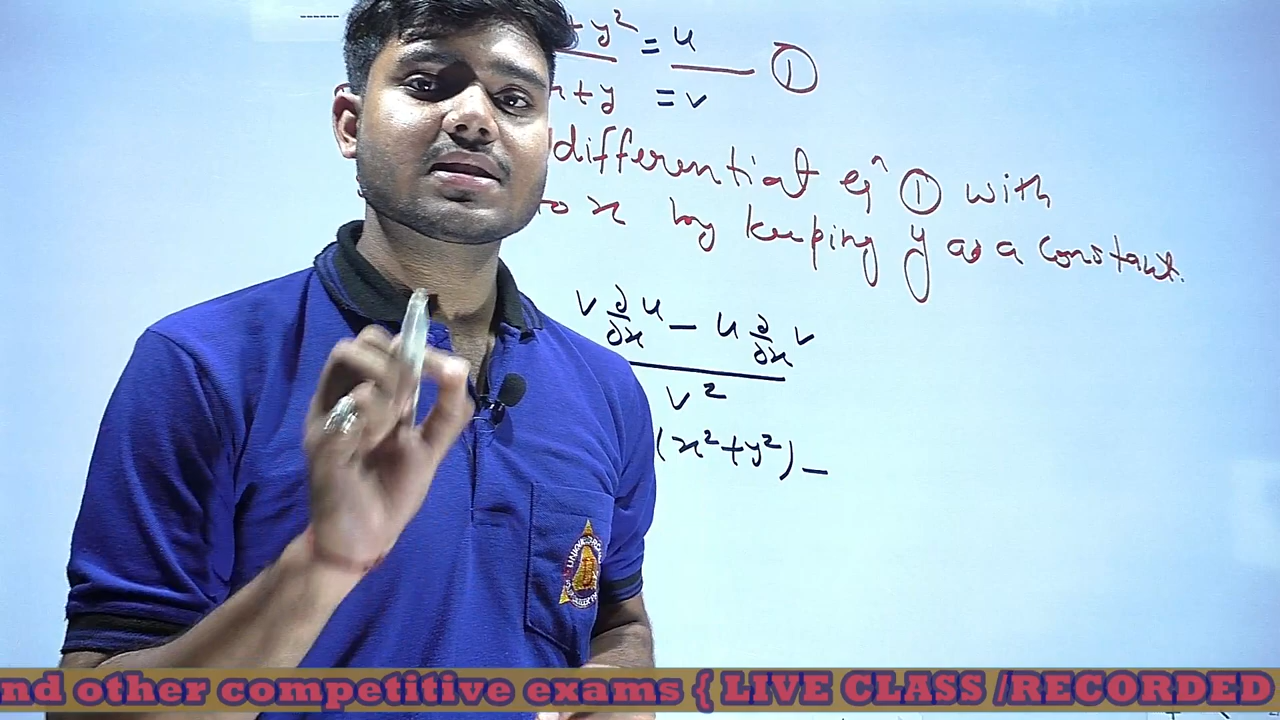 ------
+y² = u ①
x+y = v
differential eqⁿ ① with
to x by keeping y as a constant.
v ∂/∂x u - u ∂/∂x v
v²
(x²+y²) -
nd other competitive exams { LIVE CLASS /RECORDED